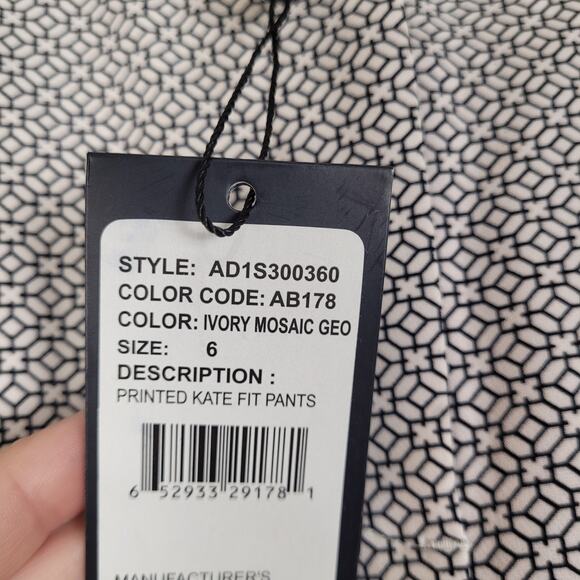 STYLE: AD1S300360
COLOR CODE: AB178
COLOR: IVORY MOSAIC GEO
SIZE: 6
DESCRIPTION :
PRINTED KATE FIT PANTS
6 52933 29178 1
MANUFACTURER'S